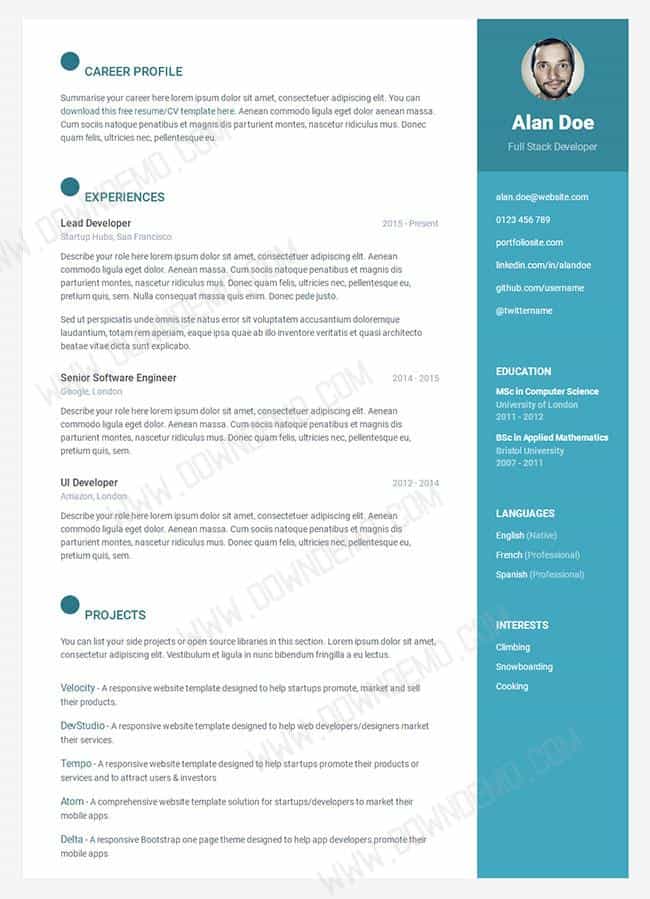 CAREER PROFILE
Summarise your career here lorem ipsum dolor sit amet, consectetuer adipiscing elit. You can
download this free resume/CV template here. Aenean commodo ligula eget dolor aenean massa.
Cum sociis natoque penatibus et magnis dis parturient montes, nascetur ridiculus mus. Donec
quam felis, ultricies nec, pellentesque eu.
EXPERIENCES
Lead Developer 2015 - Present
Startup Hubs, San Francisco
Describe your role here lorem ipsum dolor sit amet, consectetuer adipiscing elit. Aenean
commodo ligula eget dolor. Aenean massa. Cum sociis natoque penatibus et magnis dis
parturient montes, nascetur ridiculus mus. Donec quam felis, ultricies nec, pellentesque eu,
pretium quis, sem. Nulla consequat massa quis enim. Donec pede justo.
Sed ut perspiciatis unde omnis iste natus error sit voluptatem accusantium doloremque
laudantium, totam rem aperiam, eaque ipsa quae ab illo inventore veritatis et quasi architecto
beatae vitae dicta sunt explicabo.
Senior Software Engineer 2014 - 2015
Google, London
Describe your role here lorem ipsum dolor sit amet, consectetuer adipiscing elit. Aenean
commodo ligula eget dolor. Aenean massa. Cum sociis natoque penatibus et magnis dis
parturient montes, nascetur ridiculus mus. Donec quam felis, ultricies nec, pellentesque eu,
pretium quis, sem.
UI Developer 2012 - 2014
Amazon, London
Describe your role here lorem ipsum dolor sit amet, consectetuer adipiscing elit. Aenean
commodo ligula eget dolor. Aenean massa. Cum sociis natoque penatibus et magnis dis
parturient montes, nascetur ridiculus mus. Donec quam felis, ultricies nec, pellentesque eu,
pretium quis, sem.
PROJECTS
You can list your side projects or open source libraries in this section. Lorem ipsum dolor sit amet,
consectetur adipiscing elit. Vestibulum et ligula in nunc bibendum fringilla a eu lectus.
Velocity - A responsive website template designed to help startups promote, market and sell
their products.
DevStudio - A responsive website template designed to help web developers/designers market
their services.
Tempo - A responsive website template designed to help startups promote their products or
services and to attract users & investors
Atom - A comprehensive website template solution for startups/developers to market their
mobile apps.
Delta - A responsive Bootstrap one page theme designed to help app developers promote their
mobile apps
Alan Doe
Full Stack Developer
alan.doe@website.com
0123 456 789
portfoliosite.com
linkedin.com/in/alandoe
github.com/username
@twittername
EDUCATION
MSc in Computer Science
University of London
2011 - 2012
BSc in Applied Mathematics
Bristol University
2007 - 2011
LANGUAGES
English (Native)
French (Professional)
Spanish (Professional)
INTERESTS
Climbing
Snowboarding
Cooking
WWW.DOWNDEMO.COM
WWW.DOWNDEMO.COM
WWW.DOWNDEMO.COM
WWW.DOWNDEMO.COM
WWW.DOWNDEMO.COM
WWW.DOWNDEMO.COM